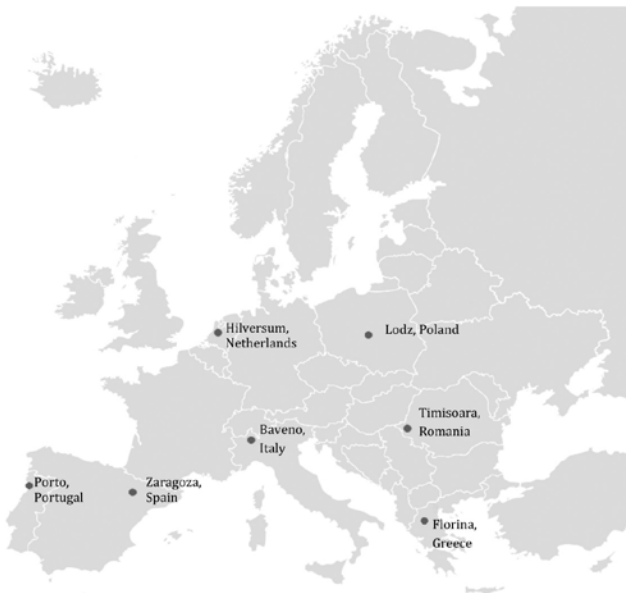 Hilversum,
Netherlands
Lodz, Poland
Timisoara,
Romania
Baveno,
Italy
Porto,
Portugal
Zaragoza,
Spain
Florina,
Greece